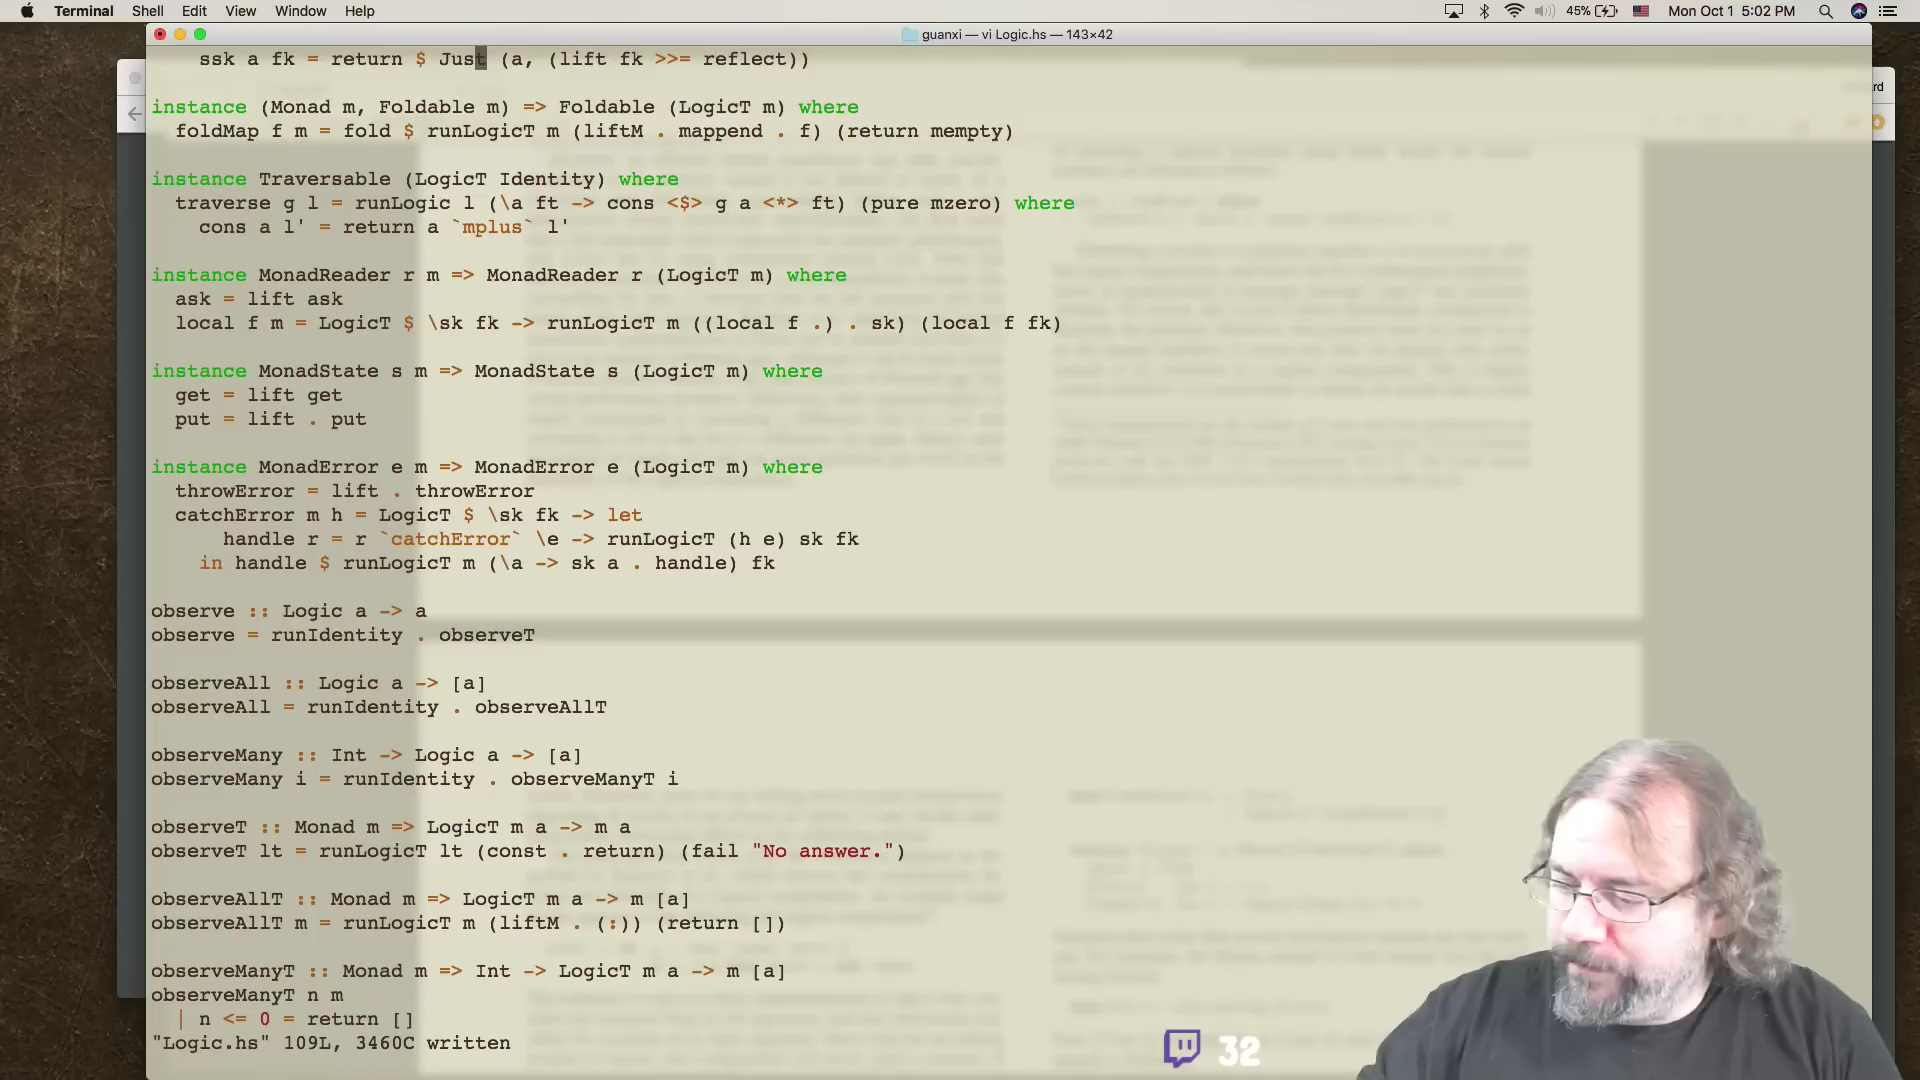 Terminal Shell Edit View Window Help 45% Mon Oct 1 5:02 PM
guanxi — vi Logic.hs — 143×42
ssk a fk = return $ Just (a, (lift fk >>= reflect))
instance (Monad m, Foldable m) => Foldable (LogicT m) where
foldMap f m = fold $ runLogicT m (liftM . mappend . f) (return mempty)
instance Traversable (LogicT Identity) where
traverse g l = runLogic l (\a ft -> cons <$> g a <*> ft) (pure mzero) where
cons a l' = return a `mplus` l'
instance MonadReader r m => MonadReader r (LogicT m) where
ask = lift ask
local f m = LogicT $ \sk fk -> runLogicT m ((local f .) . sk) (local f fk)
instance MonadState s m => MonadState s (LogicT m) where
get = lift get
put = lift . put
instance MonadError e m => MonadError e (LogicT m) where
throwError = lift . throwError
catchError m h = LogicT $ \sk fk -> let
handle r = r `catchError` \e -> runLogicT (h e) sk fk
in handle $ runLogicT m (\a -> sk a . handle) fk
observe :: Logic a -> a
observe = runIdentity . observeT
observeAll :: Logic a -> [a]
observeAll = runIdentity . observeAllT
observeMany :: Int -> Logic a -> [a]
observeMany i = runIdentity . observeManyT i
observeT :: Monad m => LogicT m a -> m a
observeT lt = runLogicT lt (const . return) (fail "No answer.")
observeAllT :: Monad m => LogicT m a -> m [a]
observeAllT m = runLogicT m (liftM . (:)) (return [])
observeManyT :: Monad m => Int -> LogicT m a -> m [a]
observeManyT n m
| n <= 0 = return []
"Logic.hs" 109L, 3460C written
32